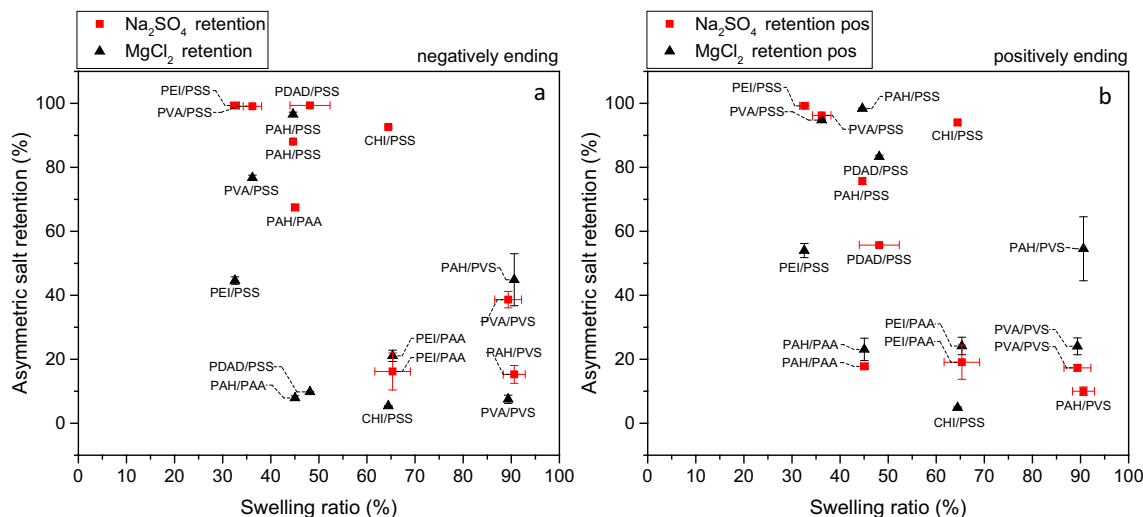 Na2SO4 retention
MgCl2 retention
negatively ending
a
PEI/PSS
PDAD/PSS
PVA/PSS
PAH/PSS
PAH/PSS
CHI/PSS
PVA/PSS
PAH/PAA
PEI/PSS
PAH/PVS
PVA/PVS
PEI/PAA
PEI/PAA
PAH/PVS
PDAD/PSS
PAH/PAA
CHI/PSS
PVA/PVS
100
80
60
40
20
0
Asymmetric salt retention (%)
0 10 20 30 40 50 60 70 80 90 100
Swelling ratio (%)
Na2SO4 retention pos
MgCl2 retention pos
positively ending
b
PEI/PSS
PAH/PSS
PVA/PSS
PVA/PSS
CHI/PSS
PDAD/PSS
PAH/PSS
PEI/PSS
PDAD/PSS
PAH/PVS
PEI/PAA
PEI/PAA
PAH/PAA
PAH/PAA
PVA/PVS
PVA/PVS
CHI/PSS
PAH/PVS
100
80
60
40
20
0
Asymmetric salt retention (%)
0 10 20 30 40 50 60 70 80 90 100
Swelling ratio (%)